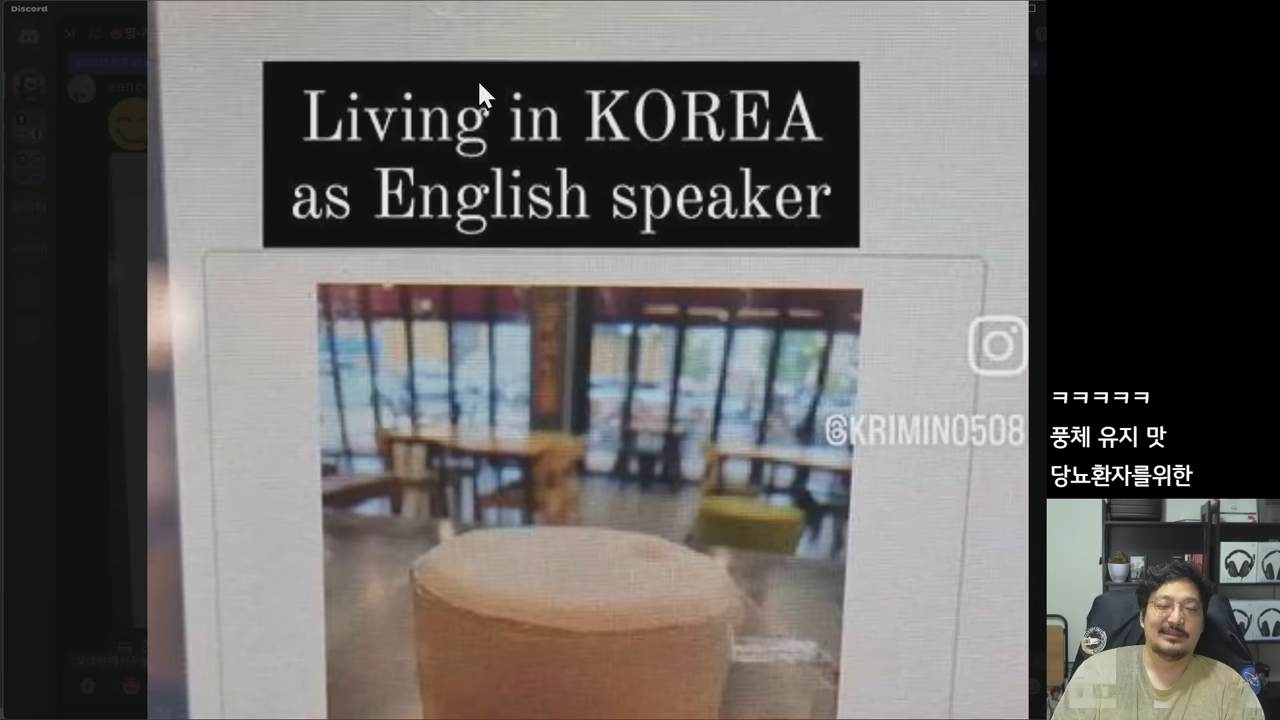 Discord
Living in KOREA
as English speaker
@KRIMIN0508
ㅋㅋㅋㅋㅋ
풍체 유지 맛
당뇨환자를위한